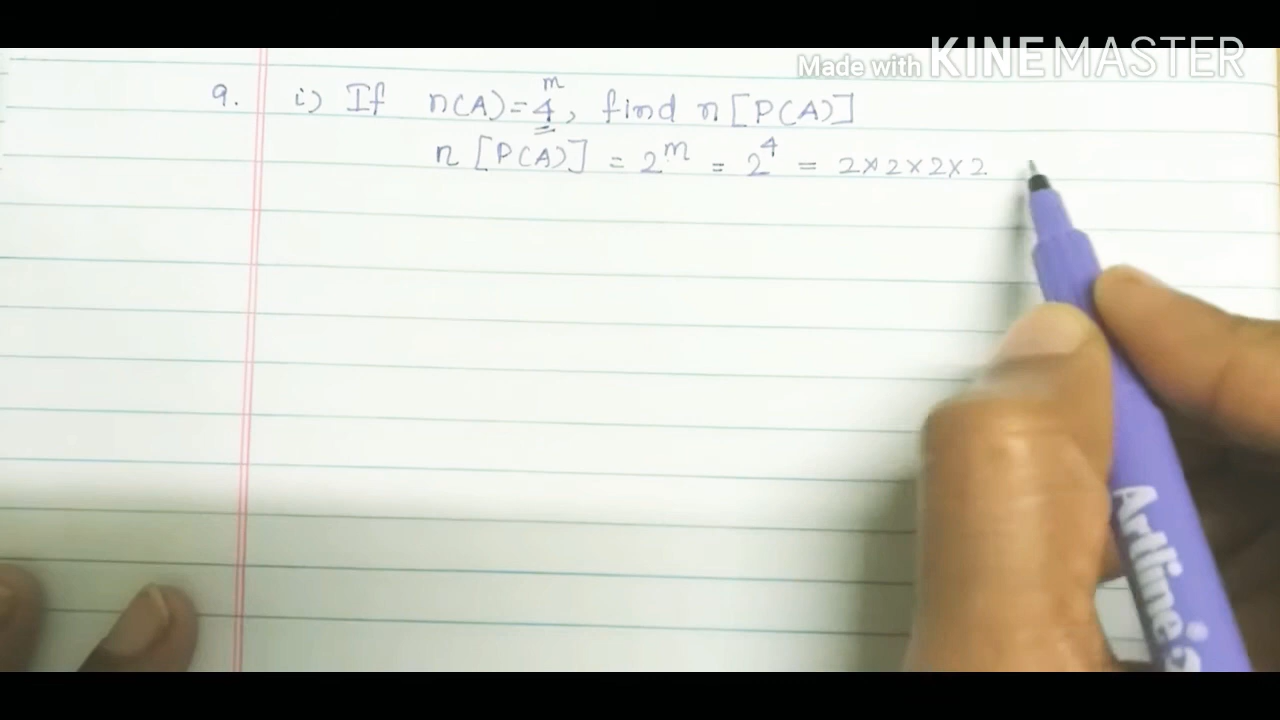 Made with KINEMASTER
9. i) If n(A) = 4, find n[P(A)]
m
n[P(A)] = 2^m = 2^4 = 2×2×2×2
Artline